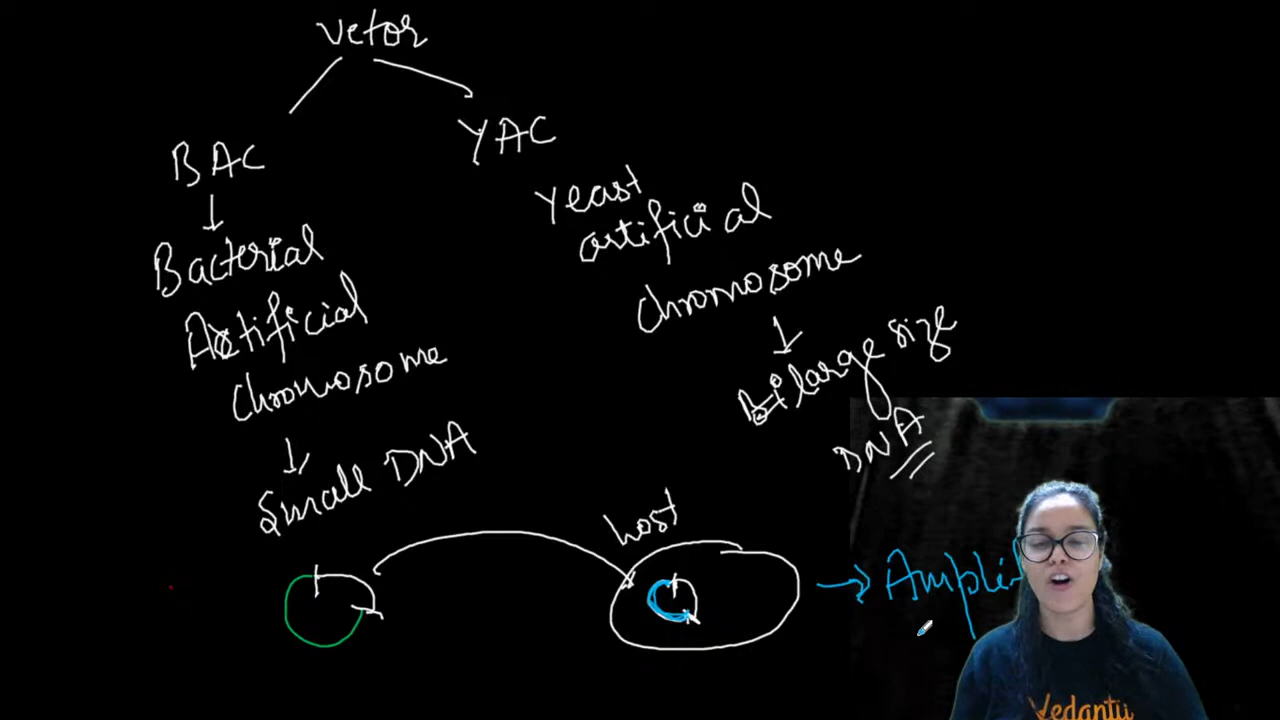 Vetor
BAC
YAC
Bacterial
Artificial
chromosome
Small DNA
Yeast
artificial
chromosome
large size
DNA
host
Ampli
Vedantu